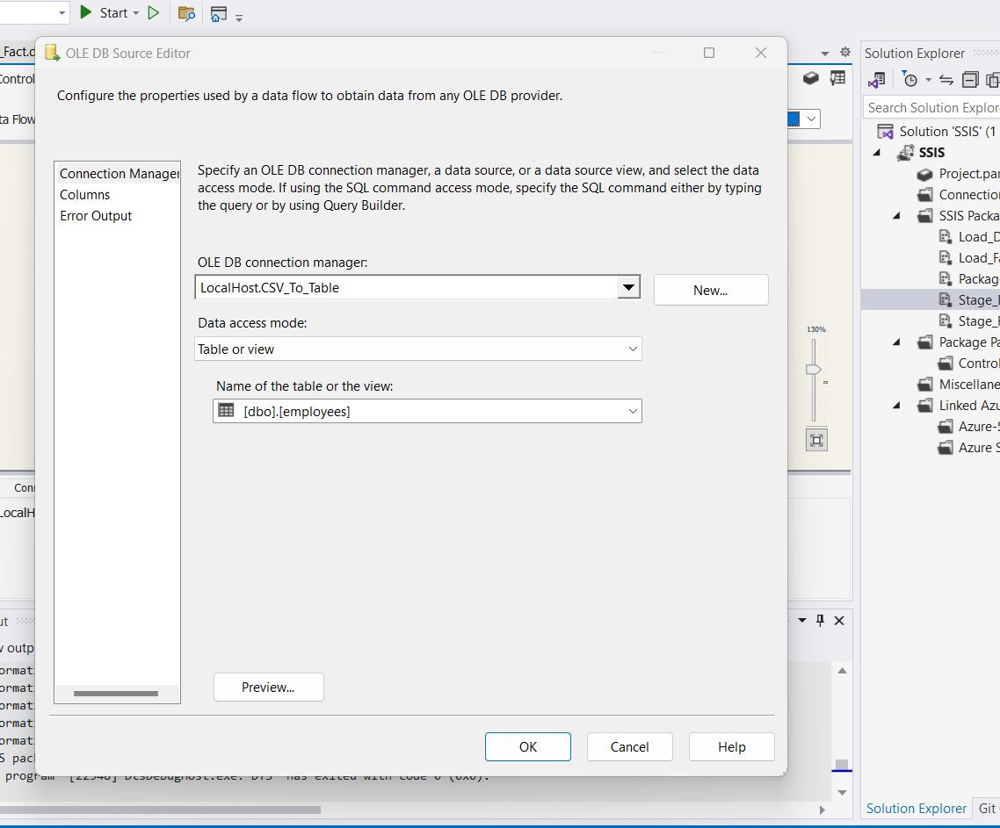 Start
_Fact.d
OLE DB Source Editor
Solution Explorer
Control
Configure the properties used by a data flow to obtain data from any OLE DB provider.
Search Solution Explor
ta Flow
Solution 'SSIS' (1
SSIS
Connection Manager
Columns
Error Output
Specify an OLE DB connection manager, a data source, or a data source view, and select the data
access mode. If using the SQL command access mode, specify the SQL command either by typing
the query or by using Query Builder.
Project.par
Connectio
SSIS Packa
Load_D
Load_Fa
Packag
Stage_
Stage_F
Package Pa
Control
Miscellane
Linked Azu
Azure-S
Azure S
OLE DB connection manager:
LocalHost.CSV_To_Table
New...
Data access mode:
Table or view
130%
Name of the table or the view:
[dbo].[employees]
Conn
LocalH
ut
w outp
ormat
ormat
ormat
ormat
ormat
S pack
program '[22948] DtsDebugHost.exe: DTS' has exited with code 0 (0x0).
Preview...
OK
Cancel
Help
Solution Explorer
Git